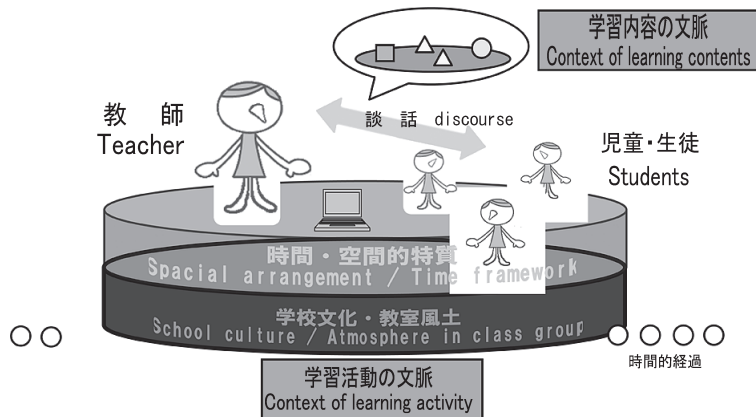 学習内容の文脈
Context of learning contents
教　師
Teacher
談　話　discourse
児童・生徒
Students
時間・空間的特質
Spacial arrangement / Time framework
学校文化・教室風土
School culture / Atmosphere in class group
時間的経過
学習活動の文脈
Context of learning activity